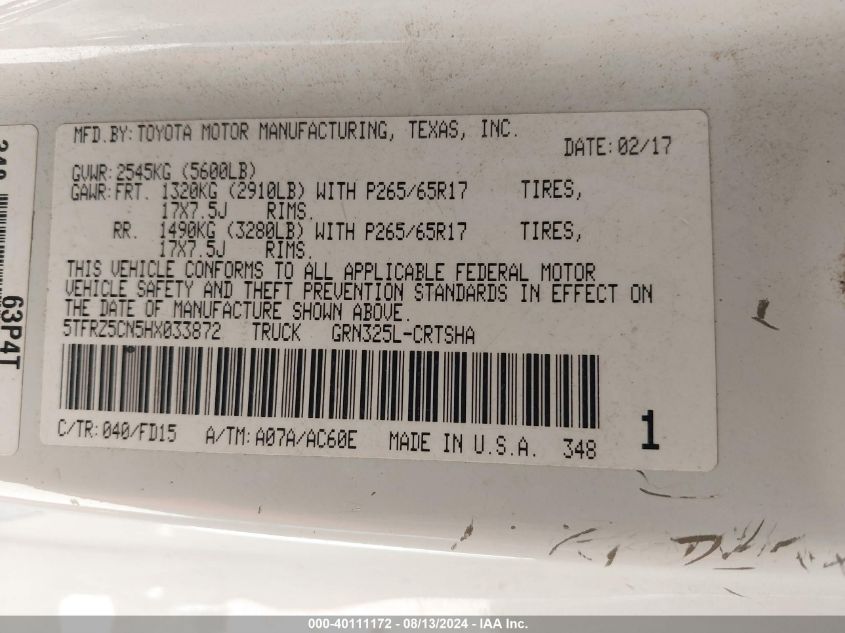 MFD.BY:TOYOTA MOTOR MANUFACTURING, TEXAS, INC.
DATE:02/17
GVWR:2545KG (5600LB)
GAWR:FRT. 1320KG (2910LB) WITH P265/65R17 TIRES,
17X7.5J RIMS.
RR. 1490KG (3280LB) WITH P265/65R17 TIRES,
17X7.5J RIMS.
THIS VEHICLE CONFORMS TO ALL APPLICABLE FEDERAL MOTOR
VEHICLE SAFETY AND THEFT PREVENTION STANDARDS IN EFFECT ON
THE DATE OF MANUFACTURE SHOWN ABOVE.
5TFRZ5CN5HX033872 TRUCK GRN325L-CRTSHA
C/TR:040/FD15 A/TM:A07A/AC60E MADE IN U.S.A. 348
1
63P4T
000-40111172 - 08/13/2024 - IAA Inc.